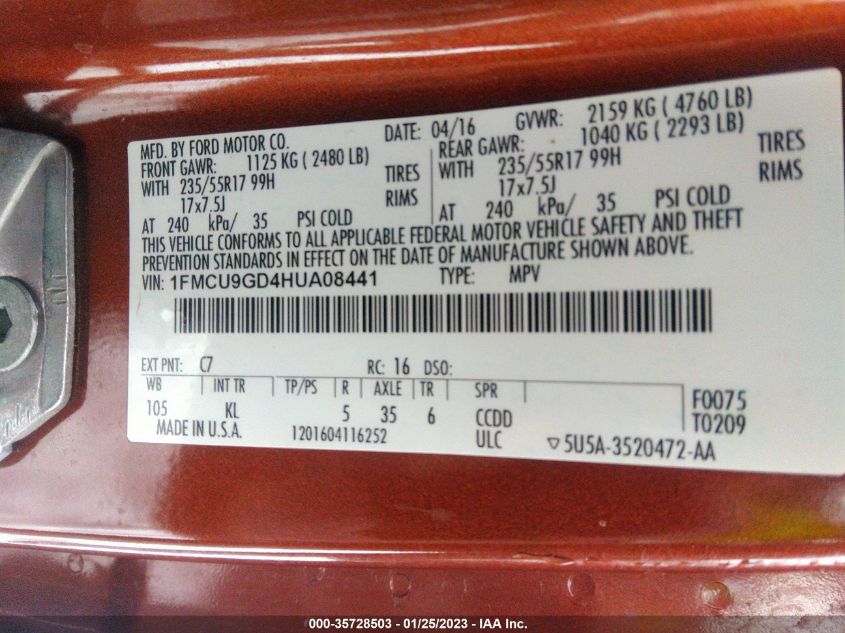 MFD. BY FORD MOTOR CO. DATE: 04/16 GVWR: 2159 KG ( 4760 LB)
FRONT GAWR: 1125 KG ( 2480 LB) REAR GAWR: 1040 KG ( 2293 LB)
WITH 235/55R17 99H TIRES WITH 235/55R17 99H TIRES
17x7.5J RIMS 17x7.5J RIMS
AT 240 kPa/ 35 PSI COLD AT 240 kPa/ 35 PSI COLD
THIS VEHICLE CONFORMS TO ALL APPLICABLE FEDERAL MOTOR VEHICLE SAFETY AND THEFT
PREVENTION STANDARDS IN EFFECT ON THE DATE OF MANUFACTURE SHOWN ABOVE.
VIN: 1FMCU9GD4HUA08441 TYPE: MPV
EXT PNT: C7 RC: 16 DSO:
WB INT TR TP/PS R AXLE TR SPR F0075
105 KL 5 35 6 CCDD T0209
MADE IN U.S.A. 1201604116252 ULC ▽5U5A-3520472-AA
000-35728503 - 01/25/2023 - IAA Inc.